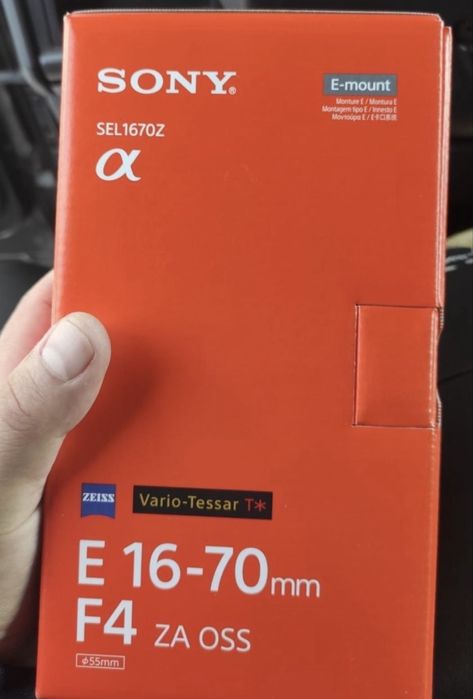 SONY®
E-mount
Monture E / Montura E
Montagem tipo E / Innesto E
Μοντούρα E / E卡口系统
SEL1670Z
α
ZEISS
Vario-Tessar T*
E 16-70mm
F4 ZA OSS
ϕ55mm